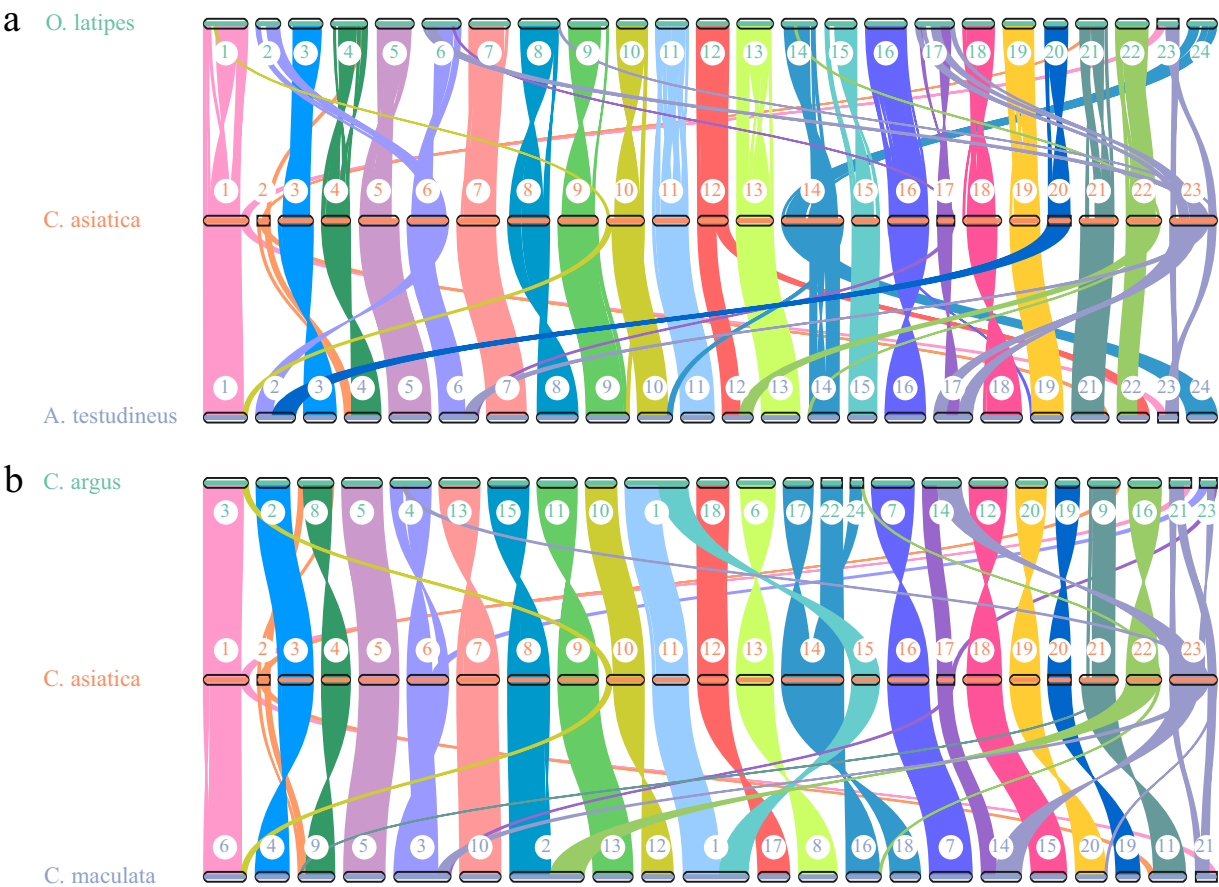 a
O. latipes
1 2 3 4 5 6 7 8 9 10 11 12 13 14 15 16 17 18 19 20 21 22 23 24
1 2 3 4 5 6 7 8 9 10 11 12 13 14 15 16 17 18 19 20 21 22 23
C. asiatica
1 2 3 4 5 6 7 8 9 10 11 12 13 14 15 16 17 18 19 21 22 23 24
A. testudineus
b
C. argus
3 2 8 5 4 13 15 11 10 1 18 6 17 22 24 7 14 12 20 19 9 16 21 23
1 2 3 4 5 6 7 8 9 10 11 12 13 14 15 16 17 18 19 20 21 22 23
C. asiatica
6 4 9 5 3 10 2 13 12 1 17 8 16 18 7 14 15 20 19 11 21
C. maculata